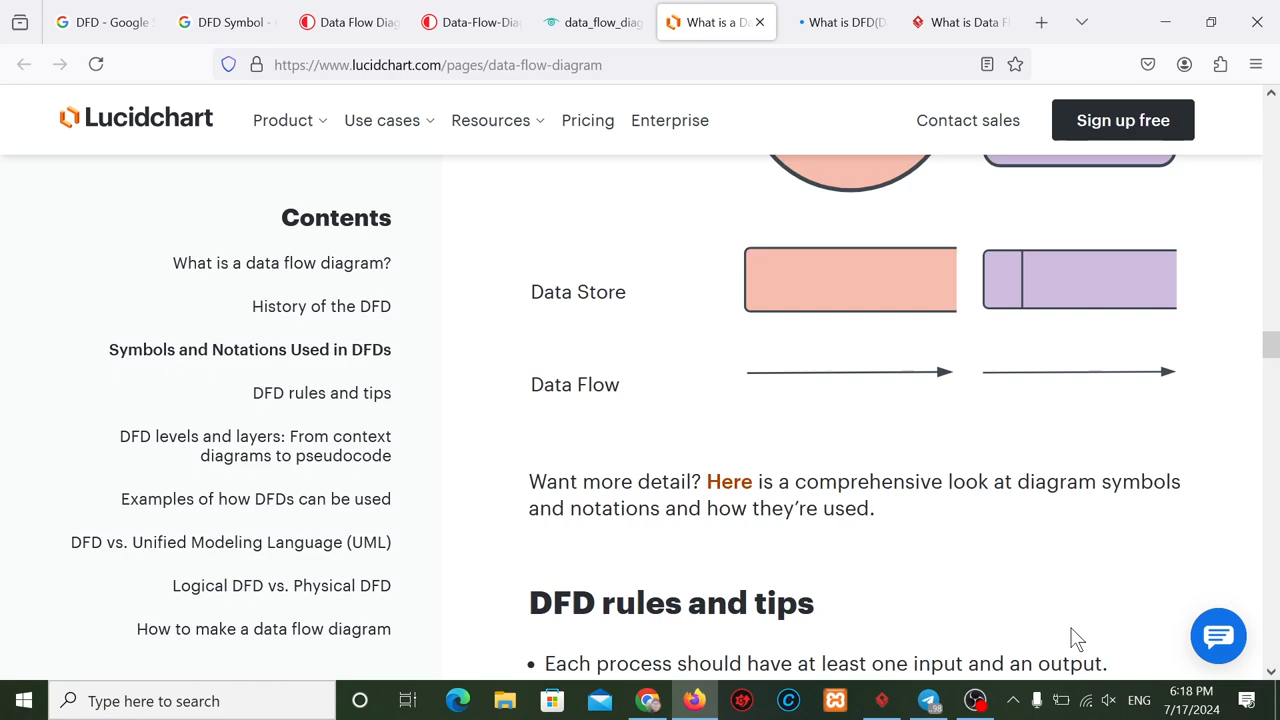 DFD - Google
DFD Symbol -
Data Flow Diag
Data-Flow-Dia
data_flow_diag
What is a Da
What is DFD(D
What is Data F
https://www.lucidchart.com/pages/data-flow-diagram
Lucidchart
Product
Use cases
Resources
Pricing
Enterprise
Contact sales
Sign up free
Contents
What is a data flow diagram?
History of the DFD
Symbols and Notations Used in DFDs
DFD rules and tips
DFD levels and layers: From context
diagrams to pseudocode
Examples of how DFDs can be used
DFD vs. Unified Modeling Language (UML)
Logical DFD vs. Physical DFD
How to make a data flow diagram
Data Store
Data Flow
Want more detail? Here is a comprehensive look at diagram symbols
and notations and how they're used.
DFD rules and tips
• Each process should have at least one input and an output.
Type here to search
98
ENG
6:18 PM
7/17/2024